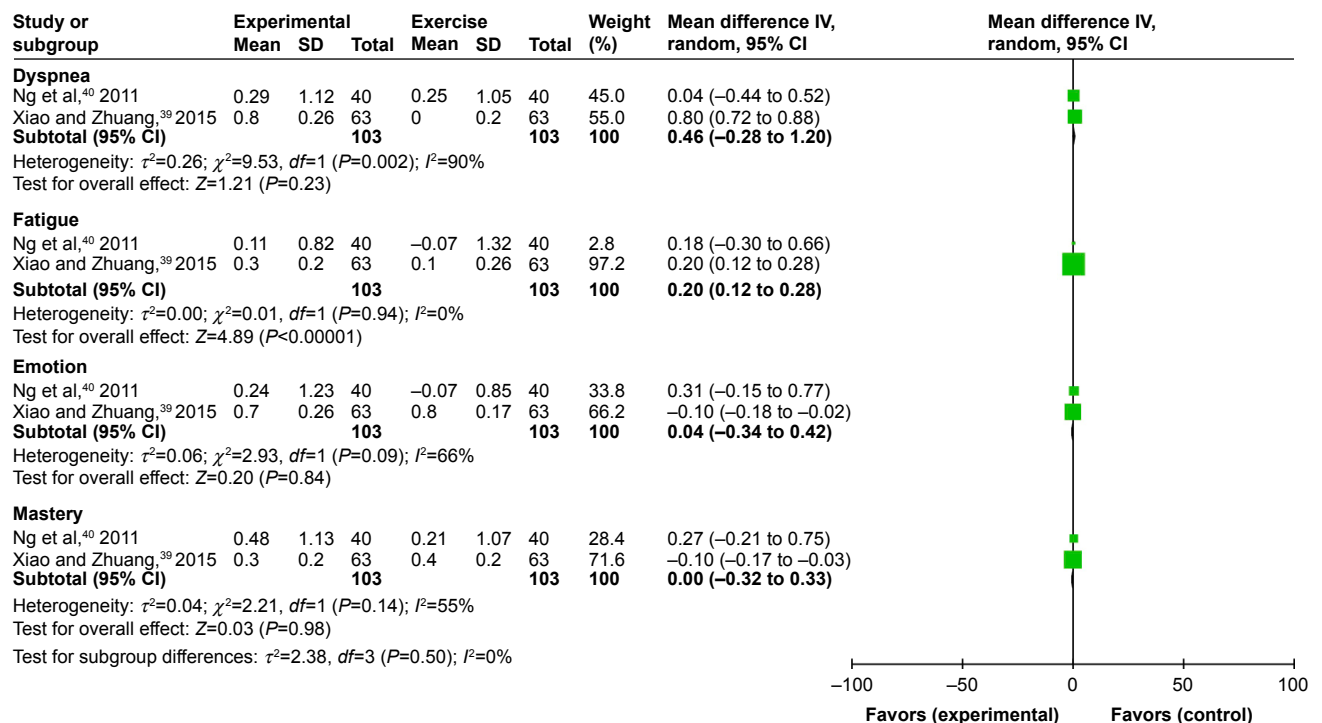 Study or Experimental Exercise Weight Mean difference IV, Mean difference IV,
subgroup Mean SD Total Mean SD Total (%) random, 95% CI random, 95% CI
Dyspnea
Ng et al,⁴⁰ 2011 0.29 1.12 40 0.25 1.05 40 45.0 0.04 (–0.44 to 0.52)
Xiao and Zhuang,³⁹ 2015 0.8 0.26 63 0 0.2 63 55.0 0.80 (0.72 to 0.88)
Subtotal (95% CI) 103 103 100 0.46 (–0.28 to 1.20)
Heterogeneity: τ²=0.26; χ²=9.53, df=1 (P=0.002); I²=90%
Test for overall effect: Z=1.21 (P=0.23)
Fatigue
Ng et al,⁴⁰ 2011 0.11 0.82 40 –0.07 1.32 40 2.8 0.18 (–0.30 to 0.66)
Xiao and Zhuang,³⁹ 2015 0.3 0.2 63 0.1 0.26 63 97.2 0.20 (0.12 to 0.28)
Subtotal (95% CI) 103 103 100 0.20 (0.12 to 0.28)
Heterogeneity: τ²=0.00; χ²=0.01, df=1 (P=0.94); I²=0%
Test for overall effect: Z=4.89 (P<0.00001)
Emotion
Ng et al,⁴⁰ 2011 0.24 1.23 40 –0.07 0.85 40 33.8 0.31 (–0.15 to 0.77)
Xiao and Zhuang,³⁹ 2015 0.7 0.26 63 0.8 0.17 63 66.2 –0.10 (–0.18 to –0.02)
Subtotal (95% CI) 103 103 100 0.04 (–0.34 to 0.42)
Heterogeneity: τ²=0.06; χ²=2.93, df=1 (P=0.09); I²=66%
Test for overall effect: Z=0.20 (P=0.84)
Mastery
Ng et al,⁴⁰ 2011 0.48 1.13 40 0.21 1.07 40 28.4 0.27 (–0.21 to 0.75)
Xiao and Zhuang,³⁹ 2015 0.3 0.2 63 0.4 0.2 63 71.6 –0.10 (–0.17 to –0.03)
Subtotal (95% CI) 103 103 100 0.00 (–0.32 to 0.33)
Heterogeneity: τ²=0.04; χ²=2.21, df=1 (P=0.14); I²=55%
Test for overall effect: Z=0.03 (P=0.98)
Test for subgroup differences: τ²=2.38, df=3 (P=0.50); I²=0%
–100 –50 0 50 100
Favors (experimental) Favors (control)